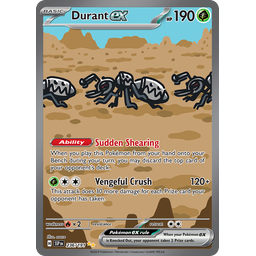 BASIC
Durant ex HP 190
Ability Sudden Shearing
When you play this Pokémon from your hand onto your
Bench during your turn, you may discard the top card of
your opponent's deck.
Vengeful Crush 120+
This attack does 30 more damage for each Prize card your
opponent has taken.
×2
Pokémon ex rule
When your Pokémon ex is Knocked Out, your opponent takes 2 Prize cards.
236/191